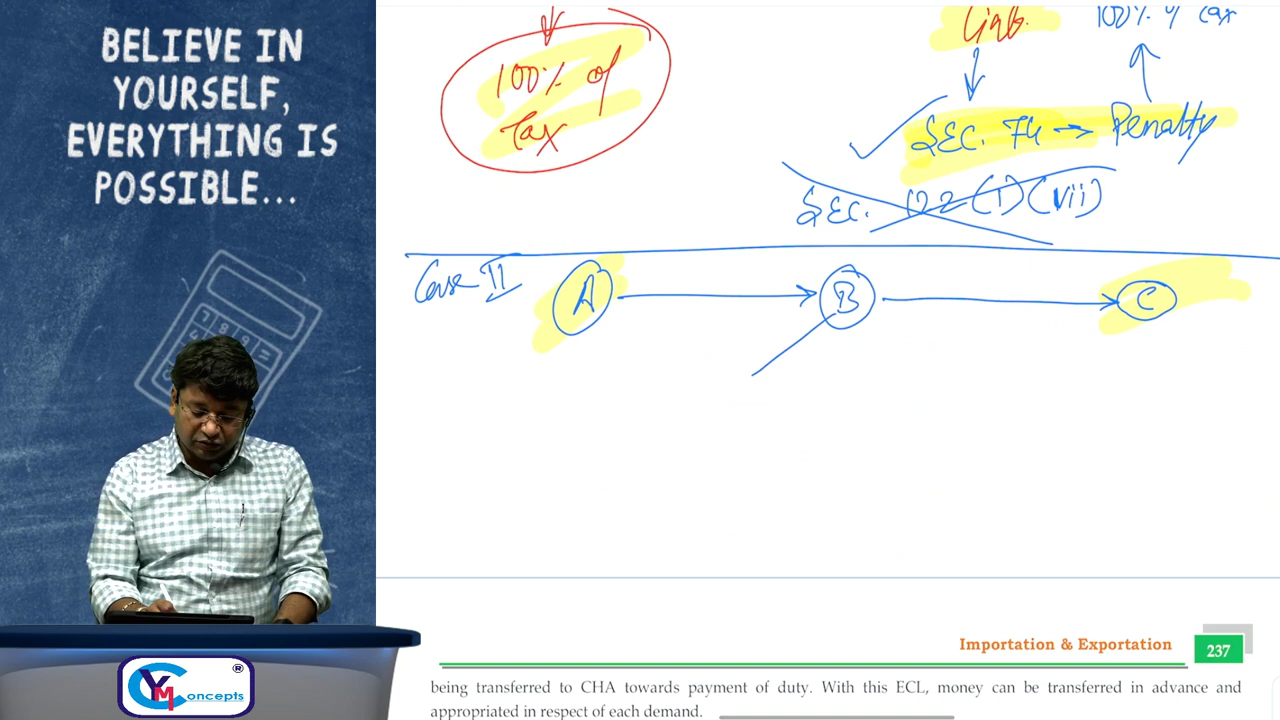 BELIEVE IN
YOURSELF,
EVERYTHING IS
POSSIBLE...
100% of
Tax
Liab.
100% of Tax
SEC. 74 → Penalty
SEC. 122 (1) (vii)
Case II
A
B
C
CYM Concepts ®
Importation & Exportation
237
being transferred to CHA towards payment of duty. With this ECL, money can be transferred in advance and
appropriated in respect of each demand.